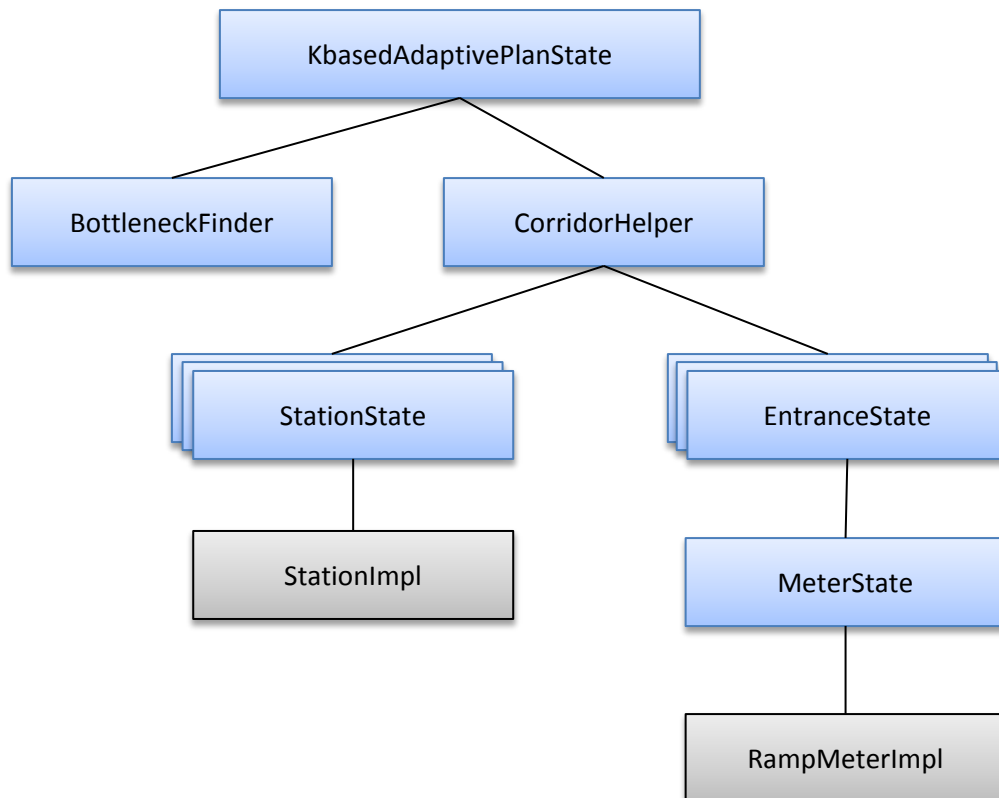 KbasedAdaptivePlanState
BottleneckFinder
CorridorHelper
StationState
EntranceState
StationImpl
MeterState
RampMeterImpl